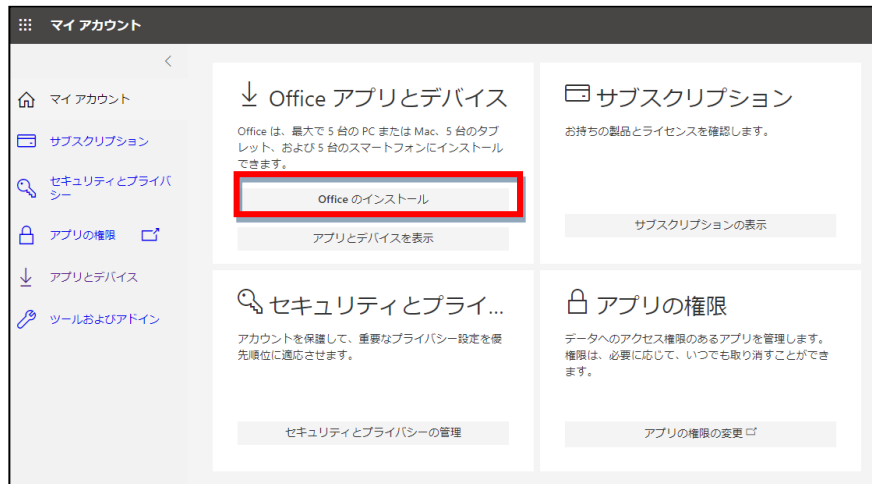 マイ アカウント
マイ アカウント
サブスクリプション
セキュリティとプライバ
シー
アプリの権限
アプリとデバイス
ツールおよびアドイン
Office アプリとデバイス
Office は、最大で 5 台の PC または Mac、5 台のタブ
レット、および 5 台のスマートフォンにインストール
できます。
Office のインストール
アプリとデバイスを表示
サブスクリプション
お持ちの製品とライセンスを確認します。
サブスクリプションの表示
セキュリティとプライ...
アカウントを保護して、重要なプライバシー設定を優
先順位に適応させます。
セキュリティとプライバシーの管理
アプリの権限
データへのアクセス権限のあるアプリを管理します。
権限は、必要に応じて、いつでも取り消すことができ
ます。
アプリの権限の変更